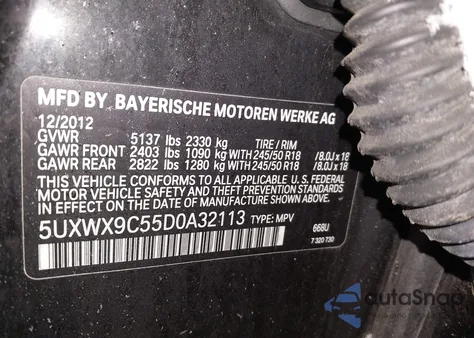 MFD BY BAYERISCHE MOTOREN WERKE AG
12/2012
GVWR 5137 lbs 2330 kg TIRE / RIM
GAWR FRONT 2403 lbs 1090 kg WITH 245/50 R18 /8.0J x 18
GAWR REAR 2822 lbs 1280 kg WITH 245/50 R18 /8.0J x 18
THIS VEHICLE CONFORMS TO ALL APPLICABLE U.S. FEDERAL
MOTOR VEHICLE SAFETY AND THEFT PREVENTION STANDARDS
IN EFFECT ON THE DATE OF MANUFACTURE SHOWN ABOVE.
5UXWX9C55D0A32113 TYPE: MPV
668U
7 320 730
autoSnap